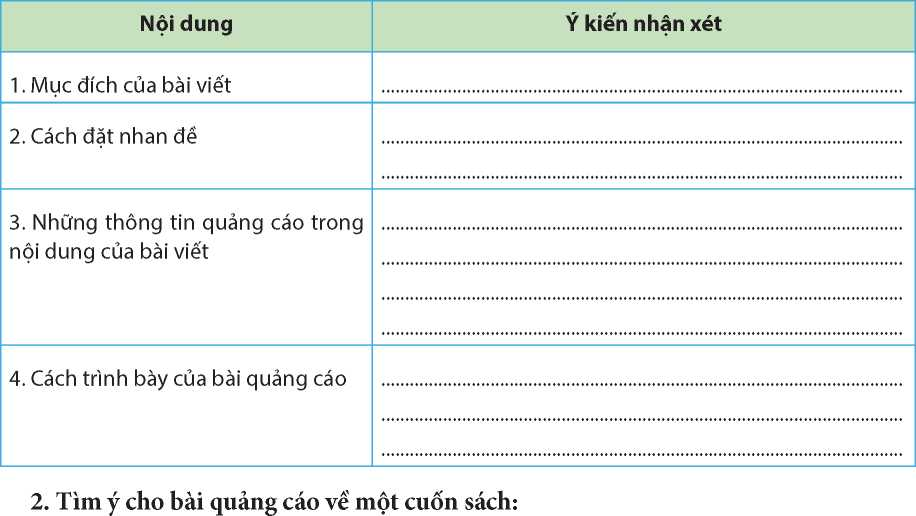 Nội dung
Ý kiến nhận xét
1. Mục đích của bài viết
..........................................................................................................
2. Cách đặt nhan đề
..........................................................................................................
..........................................................................................................
3. Những thông tin quảng cáo trong
nội dung của bài viết
..........................................................................................................
..........................................................................................................
..........................................................................................................
..........................................................................................................
4. Cách trình bày của bài quảng cáo
..........................................................................................................
..........................................................................................................
..........................................................................................................
2. Tìm ý cho bài quảng cáo về một cuốn sách: